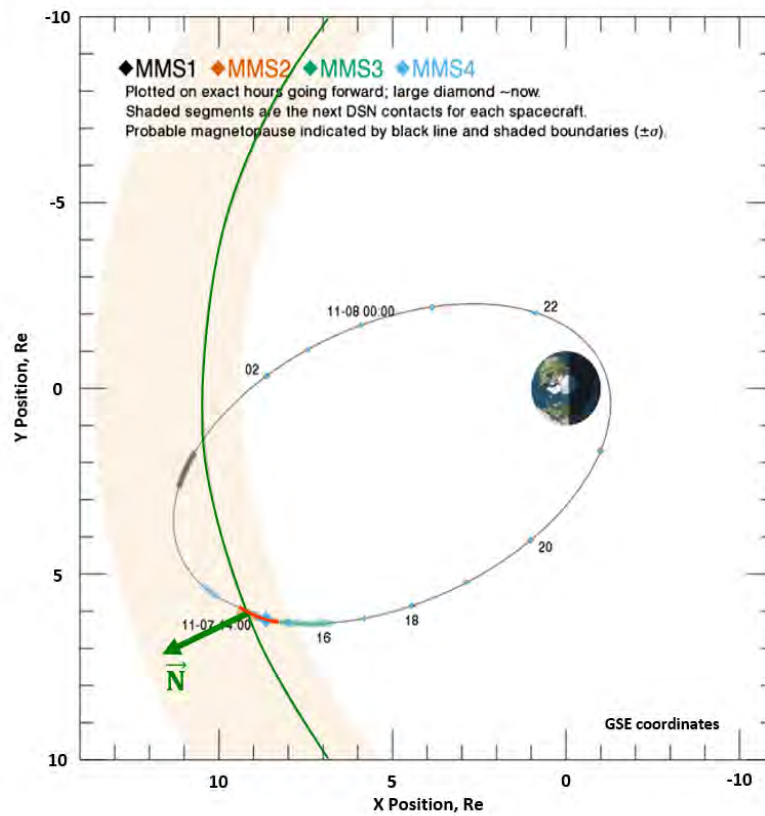 -10
◆MMS1 ◆MMS2 ◆MMS3 ◆MMS4
Plotted on exact hours going forward; large diamond ~now.
Shaded segments are the next DSN contacts for each spacecraft.
Probable magnetopause indicated by black line and shaded boundaries (±σ).
-5
11-08 00:00
22
02
0
Y Position, Re
20
5
11-07 14:00
16
18
N
GSE coordinates
10
10
5
0
-10
X Position, Re